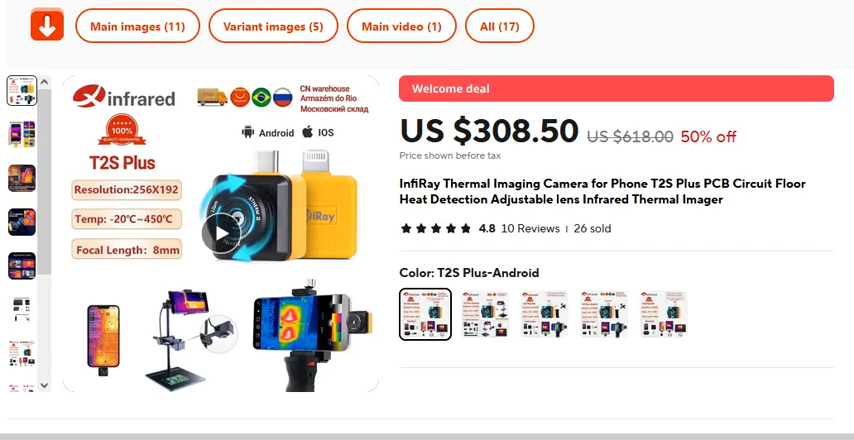 Main images (11)
Variant images (5)
Main video (1)
All (17)
infrared
CN warehouse
Armazém do Rio
Московский склад
100%
QUALITY GUARANTEE
Android
IOS
T2S Plus
Resolution:256X192
Temp: -20℃~450℃
Focal Length: 8mm
InfiRay
Welcome deal
US $308.50 US $618.00 50% off
Price shown before tax
InfiRay Thermal Imaging Camera for Phone T2S Plus PCB Circuit Floor
Heat Detection Adjustable lens Infrared Thermal Imager
4.8 10 Reviews 26 sold
Color: T2S Plus-Android